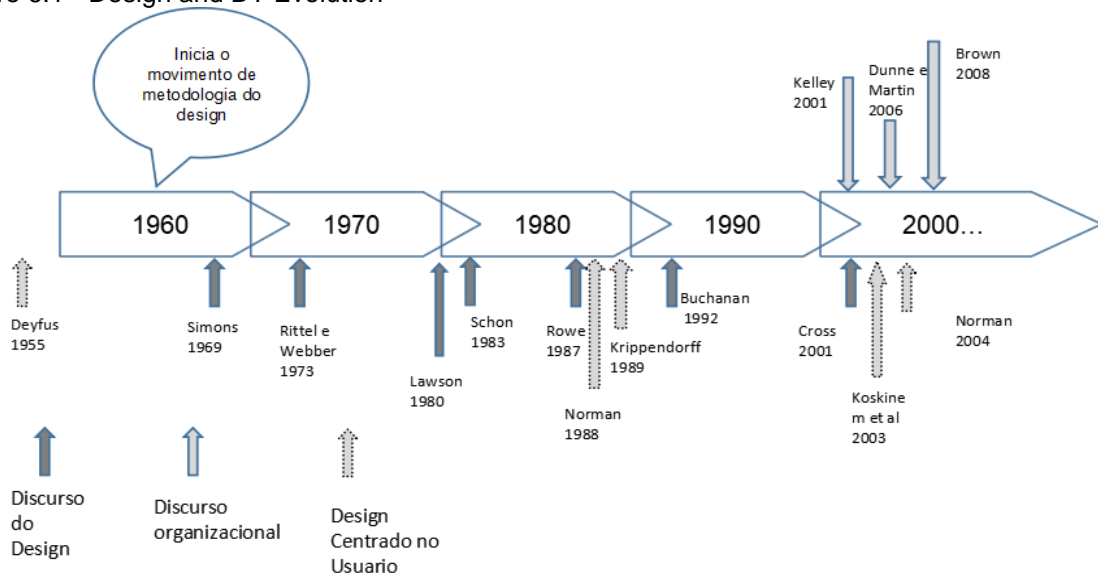 Design and DT Evolution
Inicia o
movimento de
metodologia do
design
Kelley
2001
Dunne e
Martin
2006
Brown
2008
1960
1970
1980
1990
2000...
Deyfus
1955
Simons
1969
Rittel e
Webber
1973
Lawson
1980
Schon
1983
Rowe
1987
Norman
1988
Krippendorff
1989
Buchanan
1992
Cross
2001
Koskine
m et al
2003
Norman
2004
Discurso
do
Design
Discurso
organizacional
Design
Centrado no
Usuario